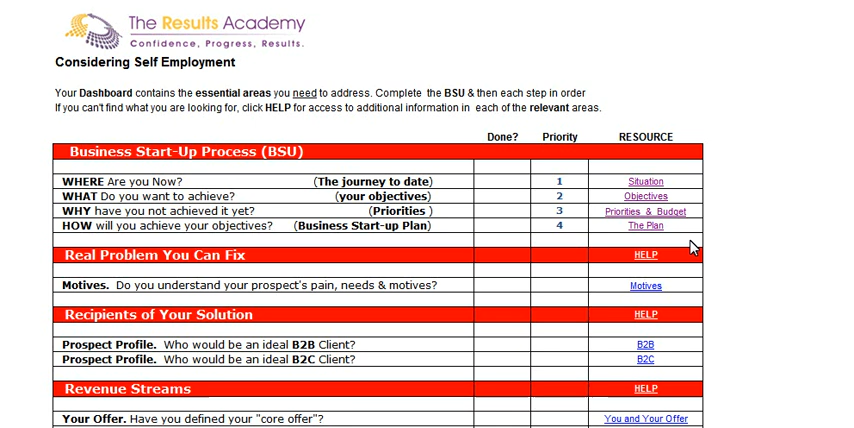 The Results Academy
Confidence, Progress, Results.
Considering Self Employment
Your Dashboard contains the essential areas you need to address. Complete the BSU & then each step in order
If you can't find what you are looking for, click HELP for access to additional information in each of the relevant areas.
Done? Priority RESOURCE
Business Start-Up Process (BSU)
WHERE Are you Now? (The journey to date) 1 Situation
WHAT Do you want to achieve? (your objectives) 2 Objectives
WHY have you not achieved it yet? (Priorities ) 3 Priorities & Budget
HOW will you achieve your objectives? (Business Start-up Plan) 4 The Plan
Real Problem You Can Fix HELP
Motives. Do you understand your prospect's pain, needs & motives? Motives
Recipients of Your Solution HELP
Prospect Profile. Who would be an ideal B2B Client? B2B
Prospect Profile. Who would be an ideal B2C Client? B2C
Revenue Streams HELP
Your Offer. Have you defined your "core offer"? You and Your Offer